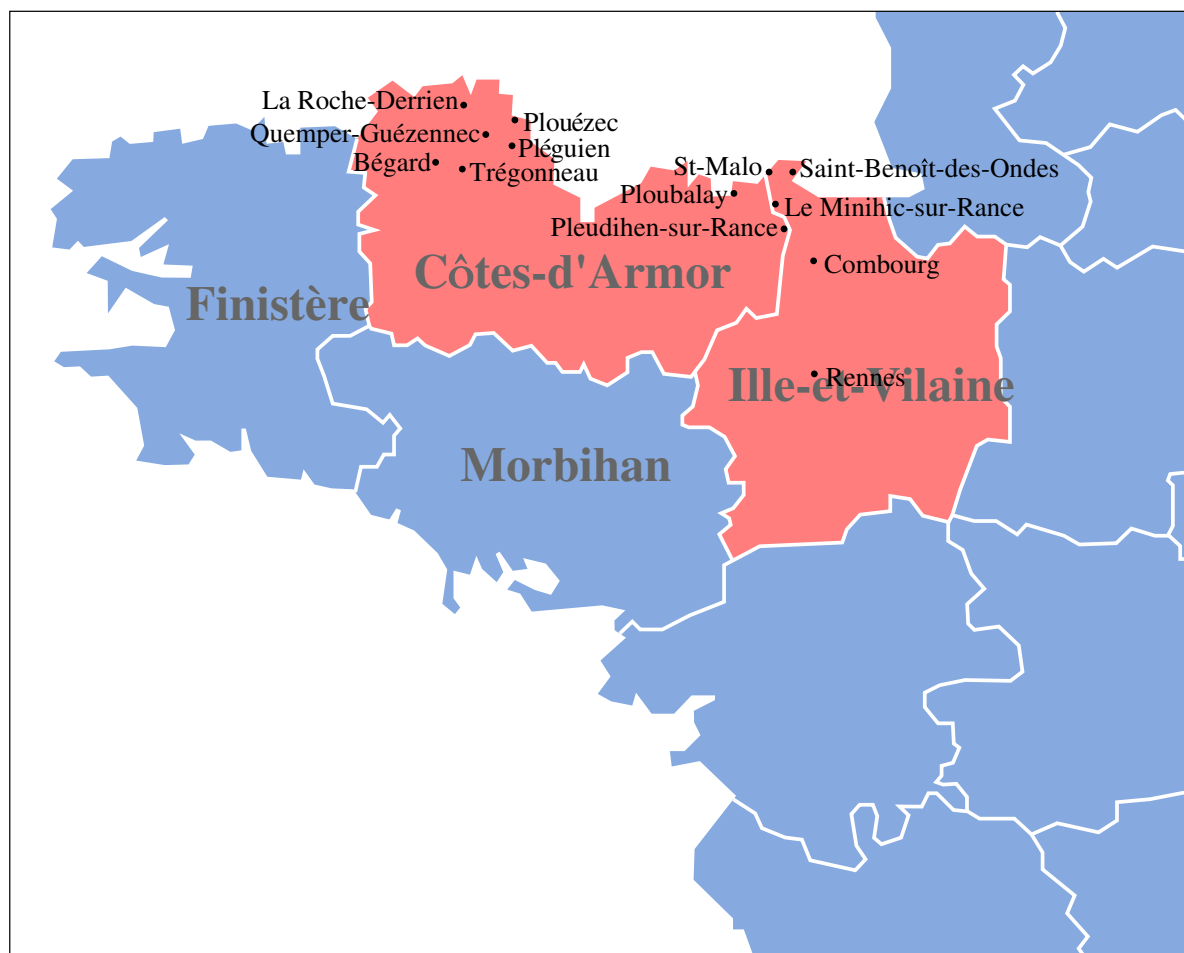 La Roche-Derrien
Plouézec
Quemper-Guézennec
Pléguien
Bégard
Trégonneau
St-Malo
Saint-Benoît-des-Ondes
Ploubalay
Le Minihic-sur-Rance
Pleudihen-sur-Rance
Combourg
Côtes-d'Armor
Finistère
Rennes
Ille-et-Vilaine
Morbihan